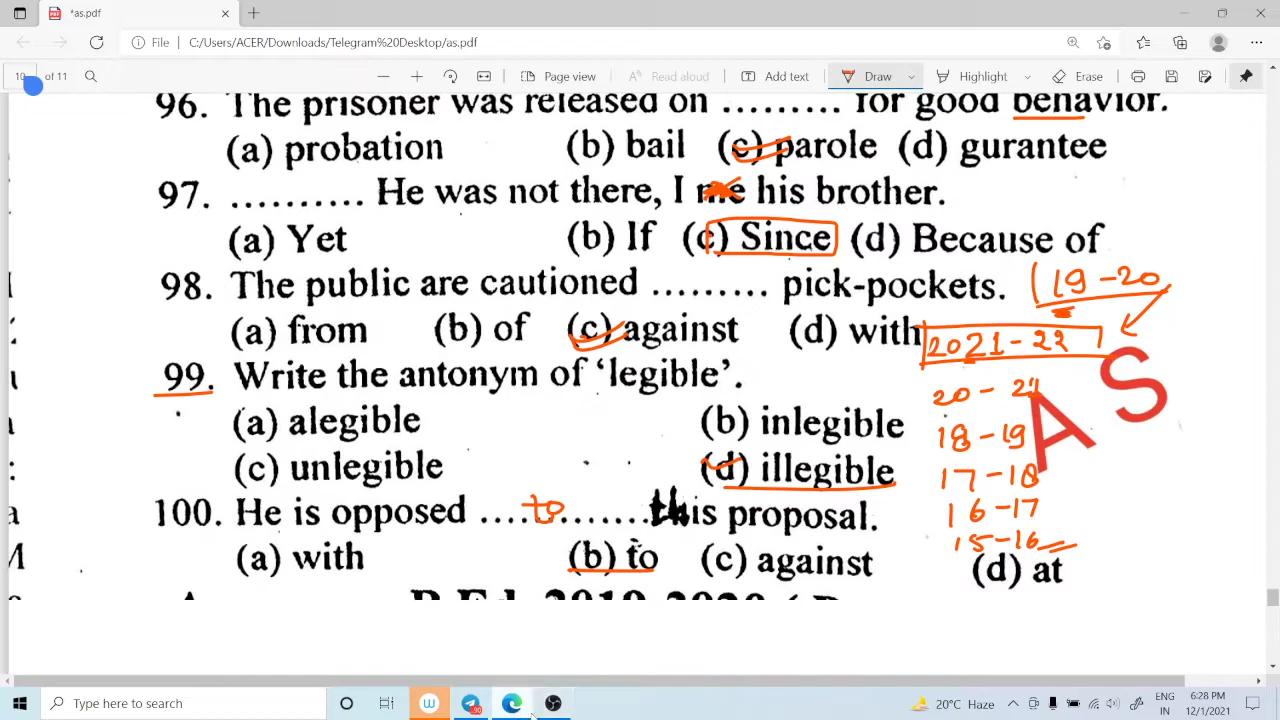 *as.pdf
File C:/Users/ACER/Downloads/Telegram%20Desktop/as.pdf
10 of 11 Page view Read aloud Add text Draw Highlight Erase
96. The prisoner was released on ......... for good behavior.
(a) probation (b) bail (c) parole (d) gurantee
97. .......... He was not there, I me his brother.
(a) Yet (b) If (c) Since (d) Because of
98. The public are cautioned ......... pick-pockets. 19-20
(a) from (b) of (c) against (d) with
2021-22
99. Write the antonym of ‘legible’.
20-21
(a) alegible (b) inlegible
18-19
A S
(c) unlegible (d) illegible
17-18
100. He is opposed ....to.......this proposal.
16-17
15-16
(a) with (b) to (c) against (d) at
B.Ed. 2019-2020
Type here to search
20°C Haze ENG IN 6:28 PM 12/1/2021